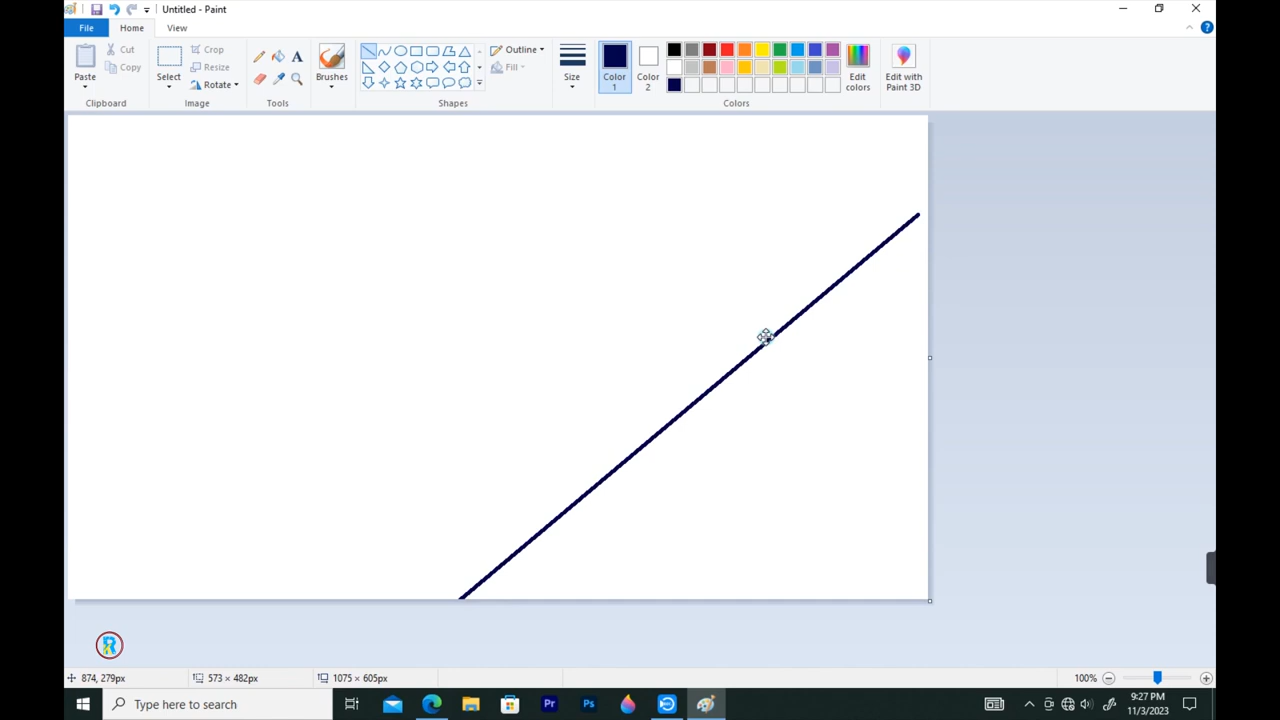 Untitled - Paint
File Home View
Paste
Cut
Copy
Clipboard
Select
Crop
Resize
Rotate
Image
Tools
Brushes
Shapes
Outline
Fill
Size
Color 1
Color 2
Colors
Edit colors
Edit with Paint 3D
R
874, 279px 573 × 482px 1075 × 605px 100%
Type here to search
Pr Ps
9:27 PM
11/3/2023